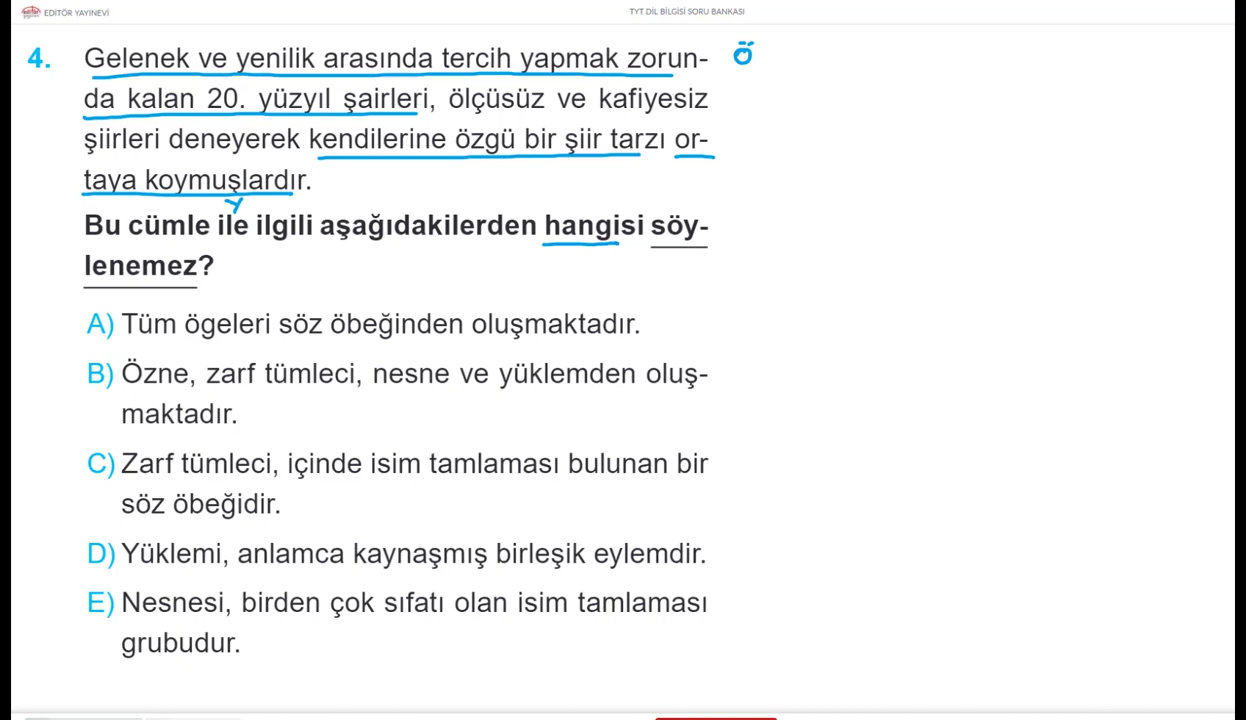 EDİTÖR YAYINEVİ
TYT DİL BİLGİSİ SORU BANKASI
4. Gelenek ve yenilik arasında tercih yapmak zorun- Ö
da kalan 20. yüzyıl şairleri, ölçüsüz ve kafiyesiz
şiirleri deneyerek kendilerine özgü bir şiir tarzı or-
taya koymuşlardır.
Y
Bu cümle ile ilgili aşağıdakilerden hangisi söy-
lenemez?
A) Tüm ögeleri söz öbeğinden oluşmaktadır.
B) Özne, zarf tümleci, nesne ve yüklemden oluş-
maktadır.
C) Zarf tümleci, içinde isim tamlaması bulunan bir
söz öbeğidir.
D) Yüklemi, anlamca kaynaşmış birleşik eylemdir.
E) Nesnesi, birden çok sıfatı olan isim tamlaması
grubudur.